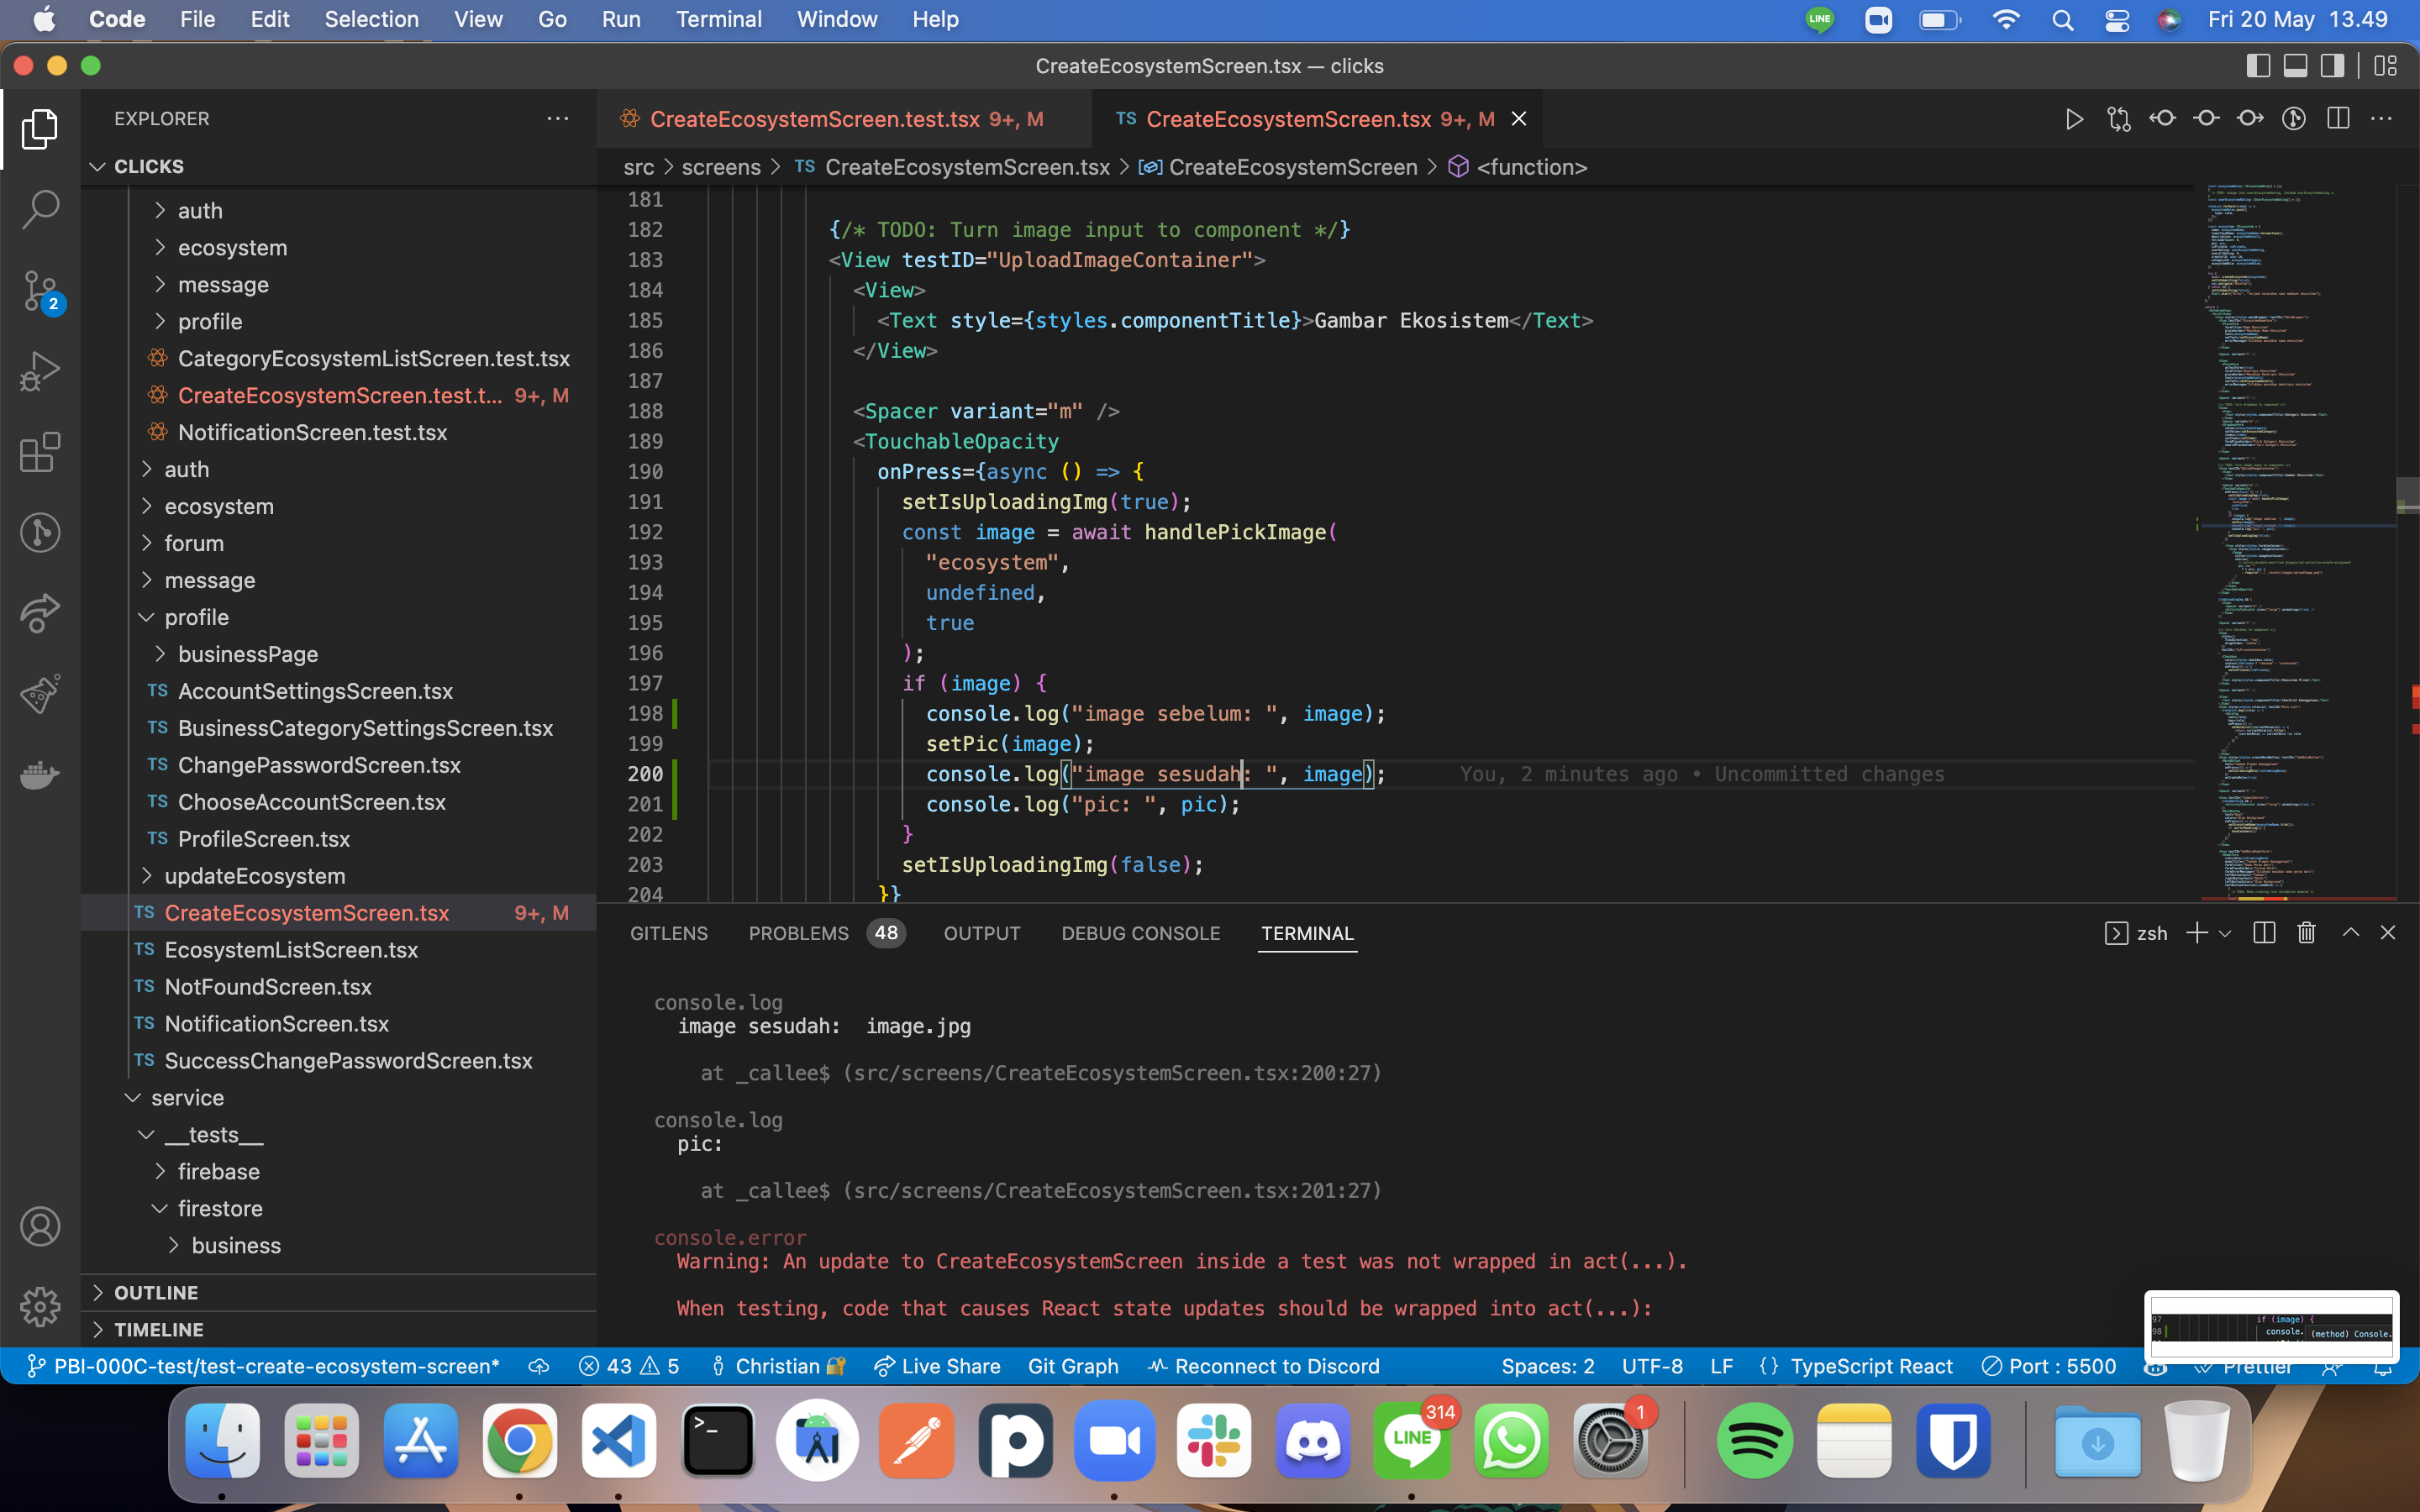 Code File Edit Selection View Go Run Terminal Window Help LINE Fri 20 May 13.49
CreateEcosystemScreen.tsx — clicks
EXPLORER
CLICKS
auth
ecosystem
message
profile
CategoryEcosystemListScreen.test.tsx
CreateEcosystemScreen.test.t... 9+, M
NotificationScreen.test.tsx
auth
ecosystem
forum
message
profile
businessPage
TS AccountSettingsScreen.tsx
TS BusinessCategorySettingsScreen.tsx
TS ChangePasswordScreen.tsx
TS ChooseAccountScreen.tsx
TS ProfileScreen.tsx
updateEcosystem
TS CreateEcosystemScreen.tsx 9+, M
TS EcosystemListScreen.tsx
TS NotFoundScreen.tsx
TS NotificationScreen.tsx
TS SuccessChangePasswordScreen.tsx
service
__tests__
firebase
firestore
business
OUTLINE
TIMELINE
2
CreateEcosystemScreen.test.tsx 9+, M TS CreateEcosystemScreen.tsx 9+, M
src > screens > TS CreateEcosystemScreen.tsx > CreateEcosystemScreen > <function>
181
182 {/* TODO: Turn image input to component */}
183 <View testID="UploadImageContainer">
184 <View>
185 <Text style={styles.componentTitle}>Gambar Ekosistem</Text>
186 </View>
187
188 <Spacer variant="m" />
189 <TouchableOpacity
190 onPress={async () => {
191 setIsUploadingImg(true);
192 const image = await handlePickImage(
193 "ecosystem",
194 undefined,
195 true
196 );
197 if (image) {
198 console.log("image sebelum: ", image);
199 setPic(image);
200 console.log("image sesudah: ", image); You, 2 minutes ago • Uncommitted changes
201 console.log("pic: ", pic);
202 }
203 setIsUploadingImg(false);
204 }}
GITLENS PROBLEMS 48 OUTPUT DEBUG CONSOLE TERMINAL zsh
console.log
image sesudah:  image.jpg
at _callee$ (src/screens/CreateEcosystemScreen.tsx:200:27)
console.log
pic:
at _callee$ (src/screens/CreateEcosystemScreen.tsx:201:27)
console.error
Warning: An update to CreateEcosystemScreen inside a test was not wrapped in act(...).
When testing, code that causes React state updates should be wrapped into act(...):
97 if (image) {
98 console. (method) Console.
PBI-000C-test/test-create-ecosystem-screen* 43 5 Christian Live Share Git Graph Reconnect to Discord Spaces: 2 UTF-8 LF {} TypeScript React Port : 5500 Prettier
314
LINE
1